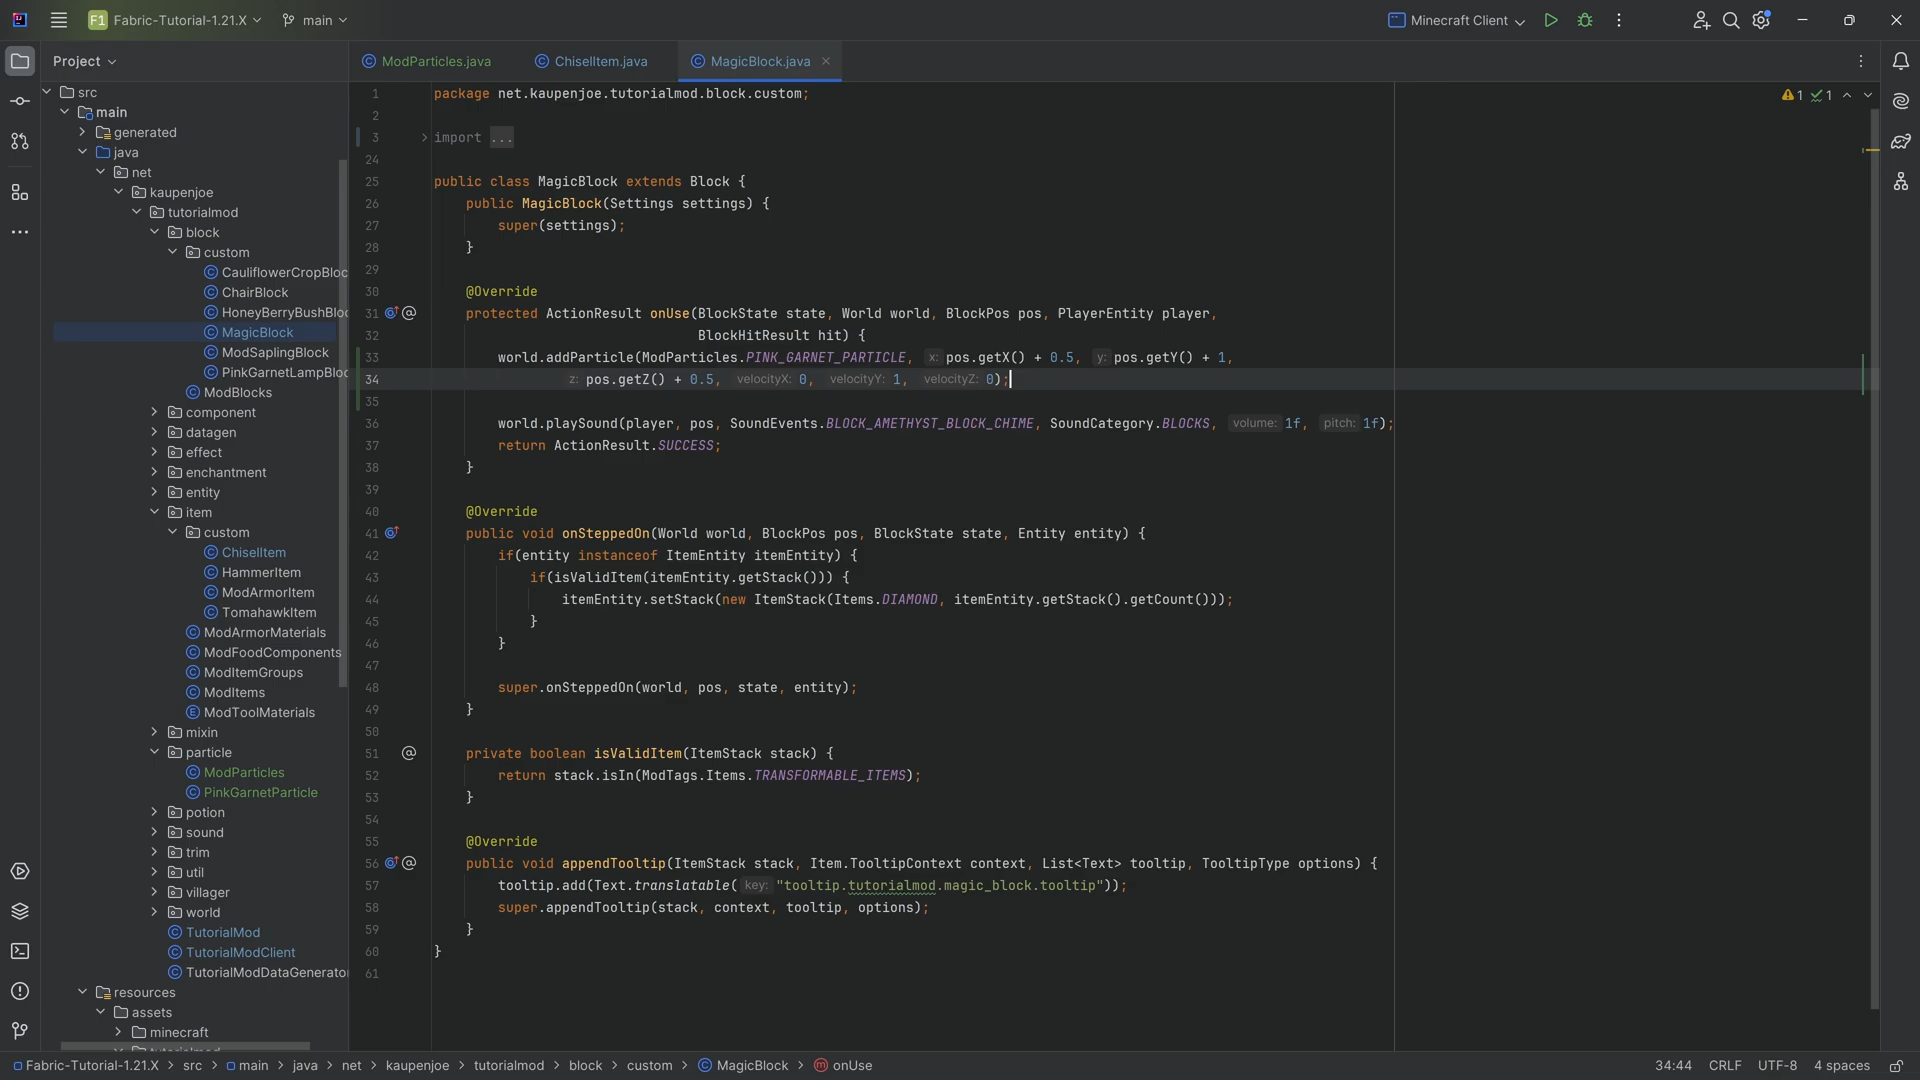 F1 Fabric-Tutorial-1.21.X main Minecraft Client
Project
src
main
generated
java
net
kaupenjoe
tutorialmod
block
custom
CauliflowerCropBloc
ChairBlock
HoneyBerryBushBloc
MagicBlock
ModSaplingBlock
PinkGarnetLampBloc
ModBlocks
component
datagen
effect
enchantment
entity
item
custom
ChiselItem
HammerItem
ModArmorItem
TomahawkItem
ModArmorMaterials
ModFoodComponents
ModItemGroups
ModItems
ModToolMaterials
mixin
particle
ModParticles
PinkGarnetParticle
potion
sound
trim
util
villager
world
TutorialMod
TutorialModClient
TutorialModDataGenerato
resources
assets
minecraft
ModParticles.java ChiselItem.java MagicBlock.java
1 package net.kaupenjoe.tutorialmod.block.custom;
2
3 import ...
24
25 public class MagicBlock extends Block {
26 public MagicBlock(Settings settings) {
27 super(settings);
28 }
29
30 @Override
31 protected ActionResult onUse(BlockState state, World world, BlockPos pos, PlayerEntity player,
32 BlockHitResult hit) {
33 world.addParticle(ModParticles.PINK_GARNET_PARTICLE, x: pos.getX() + 0.5, y: pos.getY() + 1,
34 z: pos.getZ() + 0.5, velocityX: 0, velocityY: 1, velocityZ: 0);
35
36 world.playSound(player, pos, SoundEvents.BLOCK_AMETHYST_BLOCK_CHIME, SoundCategory.BLOCKS, volume: 1f, pitch: 1f);
37 return ActionResult.SUCCESS;
38 }
39
40 @Override
41 public void onSteppedOn(World world, BlockPos pos, BlockState state, Entity entity) {
42 if(entity instanceof ItemEntity itemEntity) {
43 if(isValidItem(itemEntity.getStack())) {
44 itemEntity.setStack(new ItemStack(Items.DIAMOND, itemEntity.getStack().getCount()));
45 }
46 }
47
48 super.onSteppedOn(world, pos, state, entity);
49 }
50
51 private boolean isValidItem(ItemStack stack) {
52 return stack.isIn(ModTags.Items.TRANSFORMABLE_ITEMS);
53 }
54
55 @Override
56 public void appendTooltip(ItemStack stack, Item.TooltipContext context, List<Text> tooltip, TooltipType options) {
57 tooltip.add(Text.translatable( key: "tooltip.tutorialmod.magic_block.tooltip"));
58 super.appendTooltip(stack, context, tooltip, options);
59 }
60 }
61
1 1
Fabric-Tutorial-1.21.X > src > main > java > net > kaupenjoe > tutorialmod > block > custom > MagicBlock > onUse 34:44 CRLF UTF-8 4 spaces